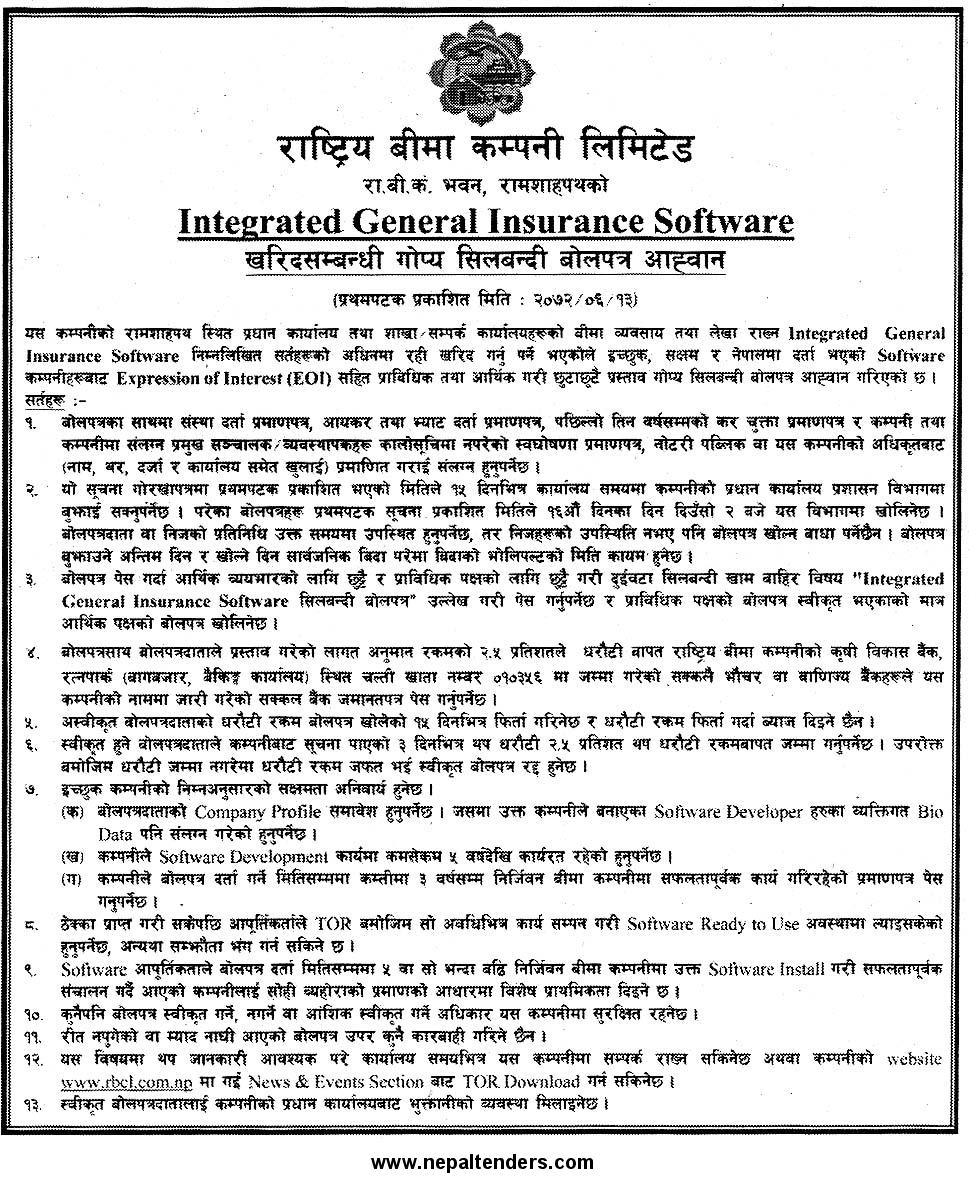 राष्ट्रिय बीमा कम्पनी लिमिटेड
रा.बी.कं. भवन, रामशाहपथको
Integrated General Insurance Software
खरिदसम्बन्धी गोप्य सिलबन्दी बोलपत्र आह्वान
(प्रथमपटक प्रकाशित मिति : २०७२/०६/१३)
यस कम्पनीको रामशाहपथ स्थित प्रधान कार्यालय तथा शाखा/सम्पर्क कार्यालयहरूको बीमा व्यवसाय तथा लेखा राख्न Integrated General
Insurance Software निम्नलिखित सर्तहरूको अधिनमा रही खरिद गर्नु पर्ने भएकोले इच्छुक, सक्षम र नेपालमा दर्ता भएको Software
कम्पनीहरूबाट Expression of Interest (EOI) सहित प्राविधिक तथा आर्थिक गरी छुटाछुट्टै प्रस्ताव गोप्य सिलबन्दी बोलपत्र आह्वान गरिएको छ ।
सर्तहरू :-
१. बोलपत्रका साथमा संस्था दर्ता प्रमाणपत्र, आयकर तथा भ्याट दर्ता प्रमाणपत्र, पछिल्लो तिन वर्षसम्मको कर चुक्ता प्रमाणपत्र र कम्पनी तथा
कम्पनीमा संलग्न प्रमुख सञ्चालक/व्यवस्थापकहरू कालोसूचिमा नपरेको स्वघोषणा प्रमाणपत्र, नोटरी पब्लिक वा यस कम्पनीको अधिकृतबाट
(नाम, थर, दर्जा र कार्यालय समेत खुलाई) प्रमाणित गराई संलग्न हुनुपर्नेछ ।
२. यो सूचना गोरखापत्रमा प्रथमपटक प्रकाशित भएको मितिले १५ दिनभित्र कार्यालय समयमा कम्पनीको प्रधान कार्यालय प्रशासन विभागमा
बुझाई सक्नुपर्नेछ । परेका बोलपत्रहरू प्रथमपटक सूचना प्रकाशित मितिले १६औं दिनका दिन दिउँसो २ बजे यस विभागमा खोलिनेछ ।
बोलपत्रदाता वा निजको प्रतिनिधि उक्त समयमा उपस्थित हुनुपर्नेछ, तर निजहरूको उपस्थिति नभए पनि बोलपत्र खोल्न बाधा पर्नेछैन । बोलपत्र
बुझाउने अन्तिम दिन र खोल्ने दिन सार्वजनिक बिदा परेमा बिदाको भोलिपल्टको मिति कायम हुनेछ ।
३. बोलपत्र पेस गर्दा आर्थिक व्ययभारको लागि छुट्टै र प्राविधिक पक्षको लागि छुट्टै गरी दुईवटा सिलबन्दी खाम बाहिर विषय "Integrated
General Insurance Software सिलबन्दी बोलपत्र" उल्लेख गरी पेस गर्नुपर्नेछ र प्राविधिक पक्षको बोलपत्र स्वीकृत भएकाको मात्र
आर्थिक पक्षको बोलपत्र खोलिनेछ ।
४. बोलपत्रसाथ बोलपत्रदाताले प्रस्ताव गरेको लागत अनुमान रकमको २.५ प्रतिशतले धरौटी बापत राष्ट्रिय बीमा कम्पनीको कृषी विकास बैंक,
रत्नपार्क (बागबजार, बैकिङ्ग कार्यालय) स्थित चल्ती खाता नम्बर ०१०३५६ मा जम्मा गरेको सक्कलै भौचर वा बाणिज्य बैंकहरूले यस
कम्पनीको नाममा जारी गरेको सक्कल बैंक जमानतपत्र पेस गर्नुपर्नेछ ।
५. अस्वीकृत बोलपत्रदाताको धरौटी रकम बोलपत्र खोलेको १५ दिनभित्र फिर्ता गरिनेछ र धरौटी रकम फिर्ता गर्दा ब्याज दिइने छैन ।
६. स्वीकृत हुने बोलपत्रदाताले कम्पनीबाट सूचना पाएको ३ दिनभित्र थप धरौटी २.५ प्रतिशत थप धरौटी रकमबापत जम्मा गर्नुपर्नेछ । उपरोक्त
बमोजिम धरौटी जम्मा नगरेमा धरौटी रकम जफत भई स्वीकृत बोलपत्र रद्द हुनेछ ।
७. इच्छुक कम्पनीको निम्नअनुसारको सक्षमता अनिवार्य हुनेछ ।
(क) बोलपत्रदाताको Company Profile समावेश हुनुपर्नेछ । जसमा उक्त कम्पनीले बनाएका Software Developer हरुका व्यक्तिगत Bio
Data पनि संलग्न गरेको हुनुपर्नेछ ।
(ख) कम्पनीले Software Development कार्यमा कमसेकम ५ वर्षदेखि कार्यरत रहेको हुनुपर्नेछ ।
(ग) कम्पनीले बोलपत्र दर्ता गर्ने मितिसम्ममा कम्तीमा ३ वर्षसम्म निर्जिवन बीमा कम्पनीमा सफलतापूर्वक कार्य गरिरहेको प्रमाणपत्र पेस
गनुपर्नेछ ।
८. ठेक्का प्राप्त गरी सकेपछि आपूर्तिकर्ताले TOR बमोजिम सो अवधिभित्र कार्य सम्पन गरी Software Ready to Use अवस्थामा ल्याइसकेको
हुनुपर्नेछ, अन्यथा सम्झौता भंग गर्न सकिने छ ।
९. Software आपूर्तिकताले बोलपत्र दर्ता मितिसम्ममा ५ वा सो भन्दा बढि निर्जिवन बीमा कम्पनीमा उक्त Software Install गरी सफलतापूर्वक
संचालन गर्दै आएको कम्पनीलाई सोही व्यहोराको प्रमाणको आधारमा विशेष प्राथमिकता दिइने छ ।
१०. कुनैपनि बोलपत्र स्वीकृत गर्ने, नगर्ने वा आंशिक स्वीकृत गर्ने अधिकार यस कम्पनीमा सुरक्षित रहनेछ ।
११. रीत नपुगेको वा म्याद नाघी आएको बोलपत्र उपर कुनै कारबाही गरिने छैन ।
१२. यस विषयमा थप जानकारी आवश्यक परे कार्यालय समयभित्र यस कम्पनीमा सम्पर्क राख्न सकिनेछ अथवा कम्पनीको website
www.rbcl.com.np मा गई News & Events Section बाट TOR Download गर्न सकिनेछ ।
१३. स्वीकृत बोलपत्रदातालाई कम्पनीको प्रधान कार्यालयबाट भुक्तानीको व्यवस्था मिलाइनेछ ।
www.nepaltenders.com